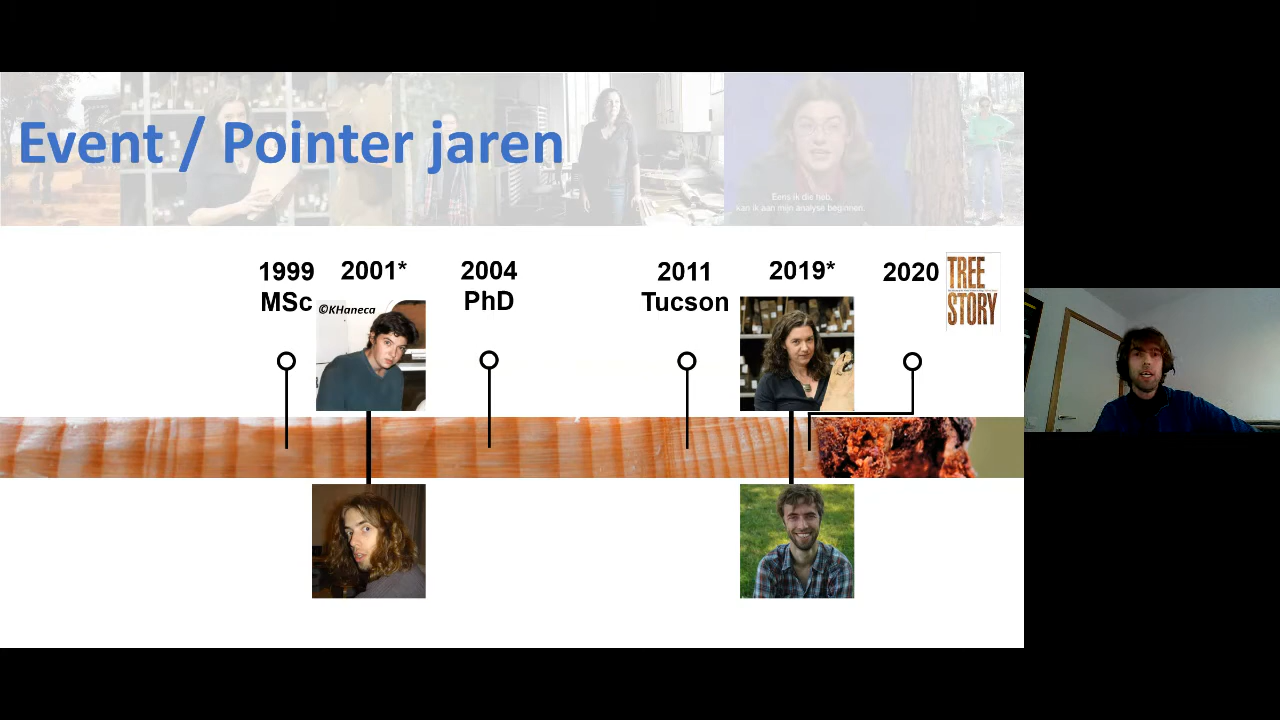 Event / Pointer jaren
Eens ik die heb,
kan ik aan mijn analyse beginnen.
1999
MSc
2001*
©KHaneca
2004
PhD
2011
Tucson
2019*
2020
TREE
STORY